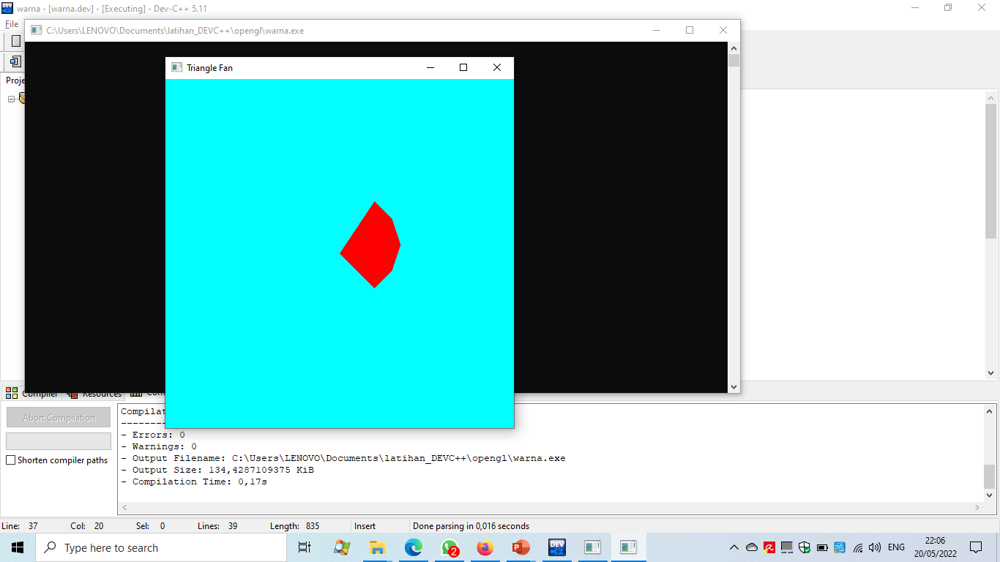 warna - [warna.dev] - [Executing] - Dev-C++ 5.11
File
C:\Users\LENOVO\Documents\latihan_DEVC++\opengl\warna.exe
Triangle Fan
Proje
Compiler
Resources
Com
Abort Compilation
Shorten compiler paths
Compilat
--------
- Errors: 0
- Warnings: 0
- Output Filename: C:\Users\LENOVO\Documents\latihan_DEVC++\opengl\warna.exe
- Output Size: 134,4287109375 KiB
- Compilation Time: 0,17s
Line: 37 Col: 20 Sel: 0 Lines: 39 Length: 835 Insert Done parsing in 0,016 seconds
Type here to search
2
DEV
ENG
22:06
20/05/2022